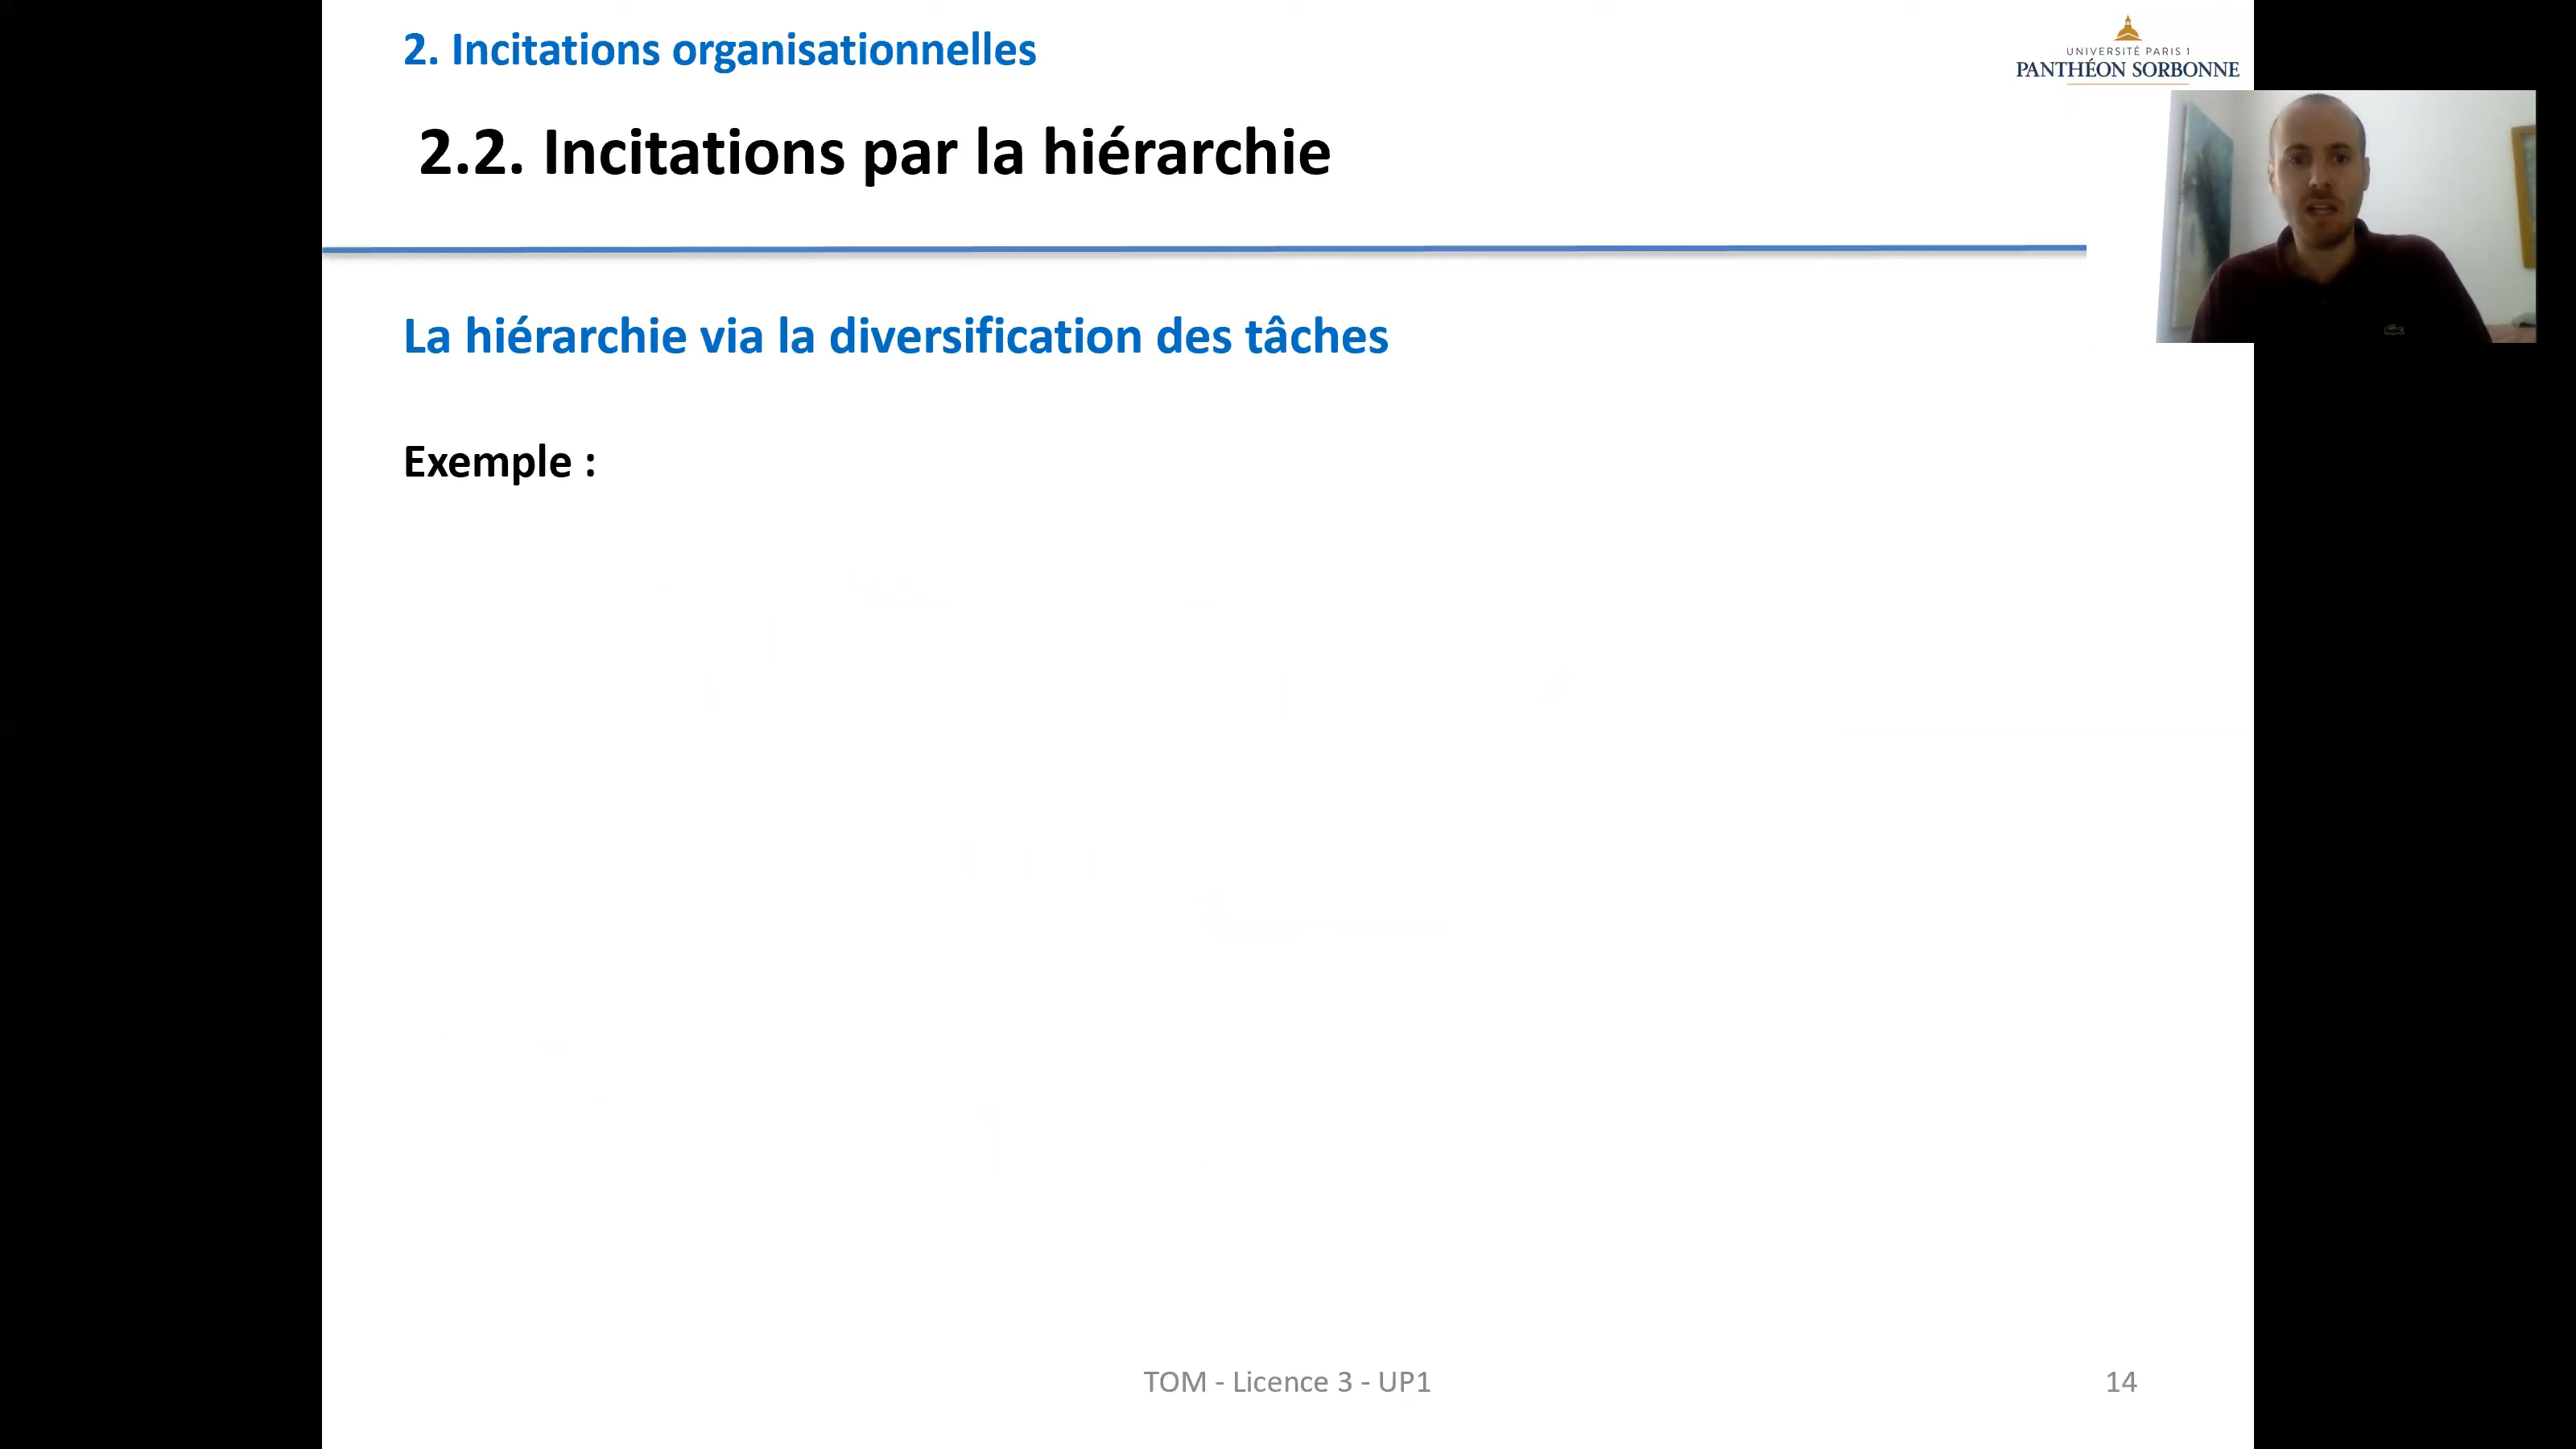 2. Incitations organisationnelles
UNIVERSITÉ PARIS 1
PANTHÉON SORBONNE
2.2. Incitations par la hiérarchie
La hiérarchie via la diversification des tâches
Exemple :
TOM - Licence 3 - UP1
14